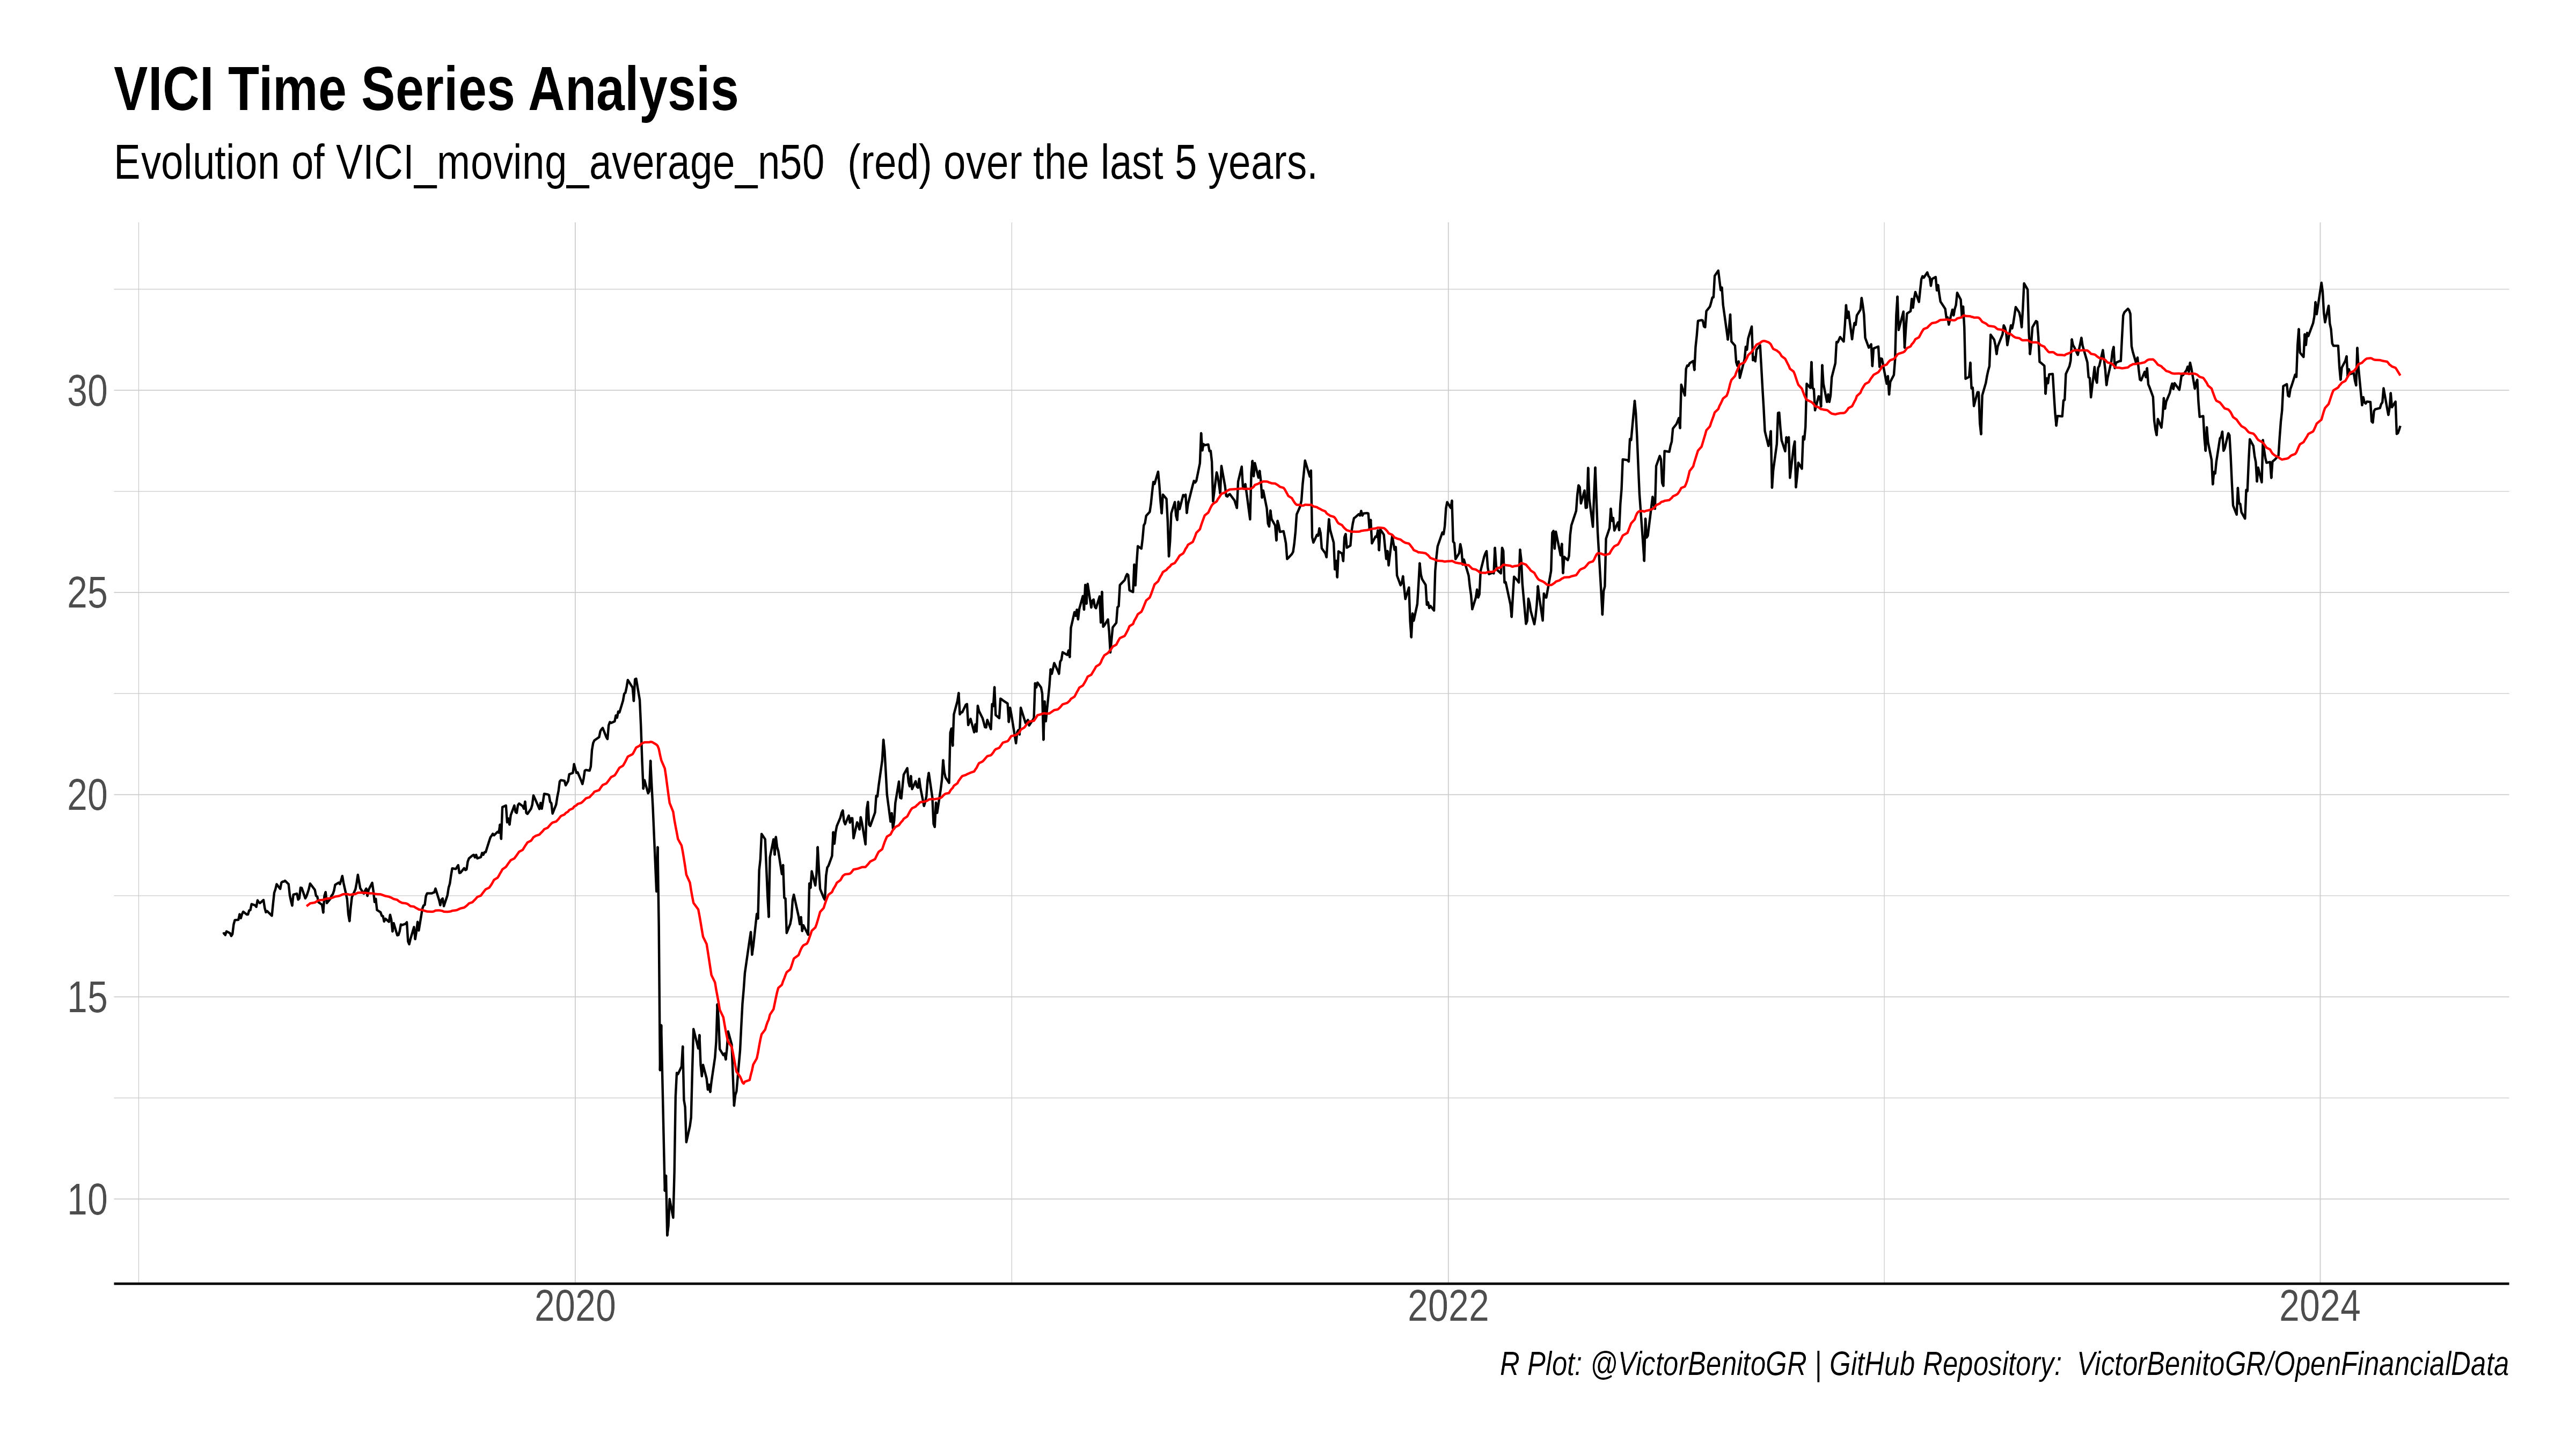 VICI Time Series Analysis
Evolution of VICI_moving_average_n50  (red) over the last 5 years.
30
25
20
15
10
2020 2022 2024
R Plot: @VictorBenitoGR | GitHub Repository:  VictorBenitoGR/OpenFinancialData